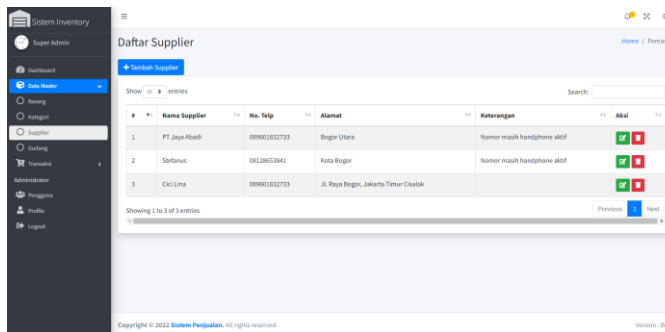 Sistem Inventory
Super Admin
Dashboard
Data Master
Barang
Kategori
Supplier
Gudang
Transaksi
Administrator
Pengguna
Profile
Logout
Daftar Supplier
Home / Pemas
+ Tambah Supplier
Show 10 entries
Search:
# Nama Supplier No. Telp Alamat Keterangan Aksi
1 PT Jaya Abadi 089601832733 Bogor Utara Nomor masih handphone aktif
2 Stefanus 08128653841 Kota Bogor Nomor masih handphone aktif
3 Cici Lina 089601832733 Jl. Raya Bogor, Jakarta Timur Cisalak
Showing 1 to 3 of 3 entries
Previous 1 Next
Copyright © 2022 Sistem Penjualan. All rights reserved.
Version :